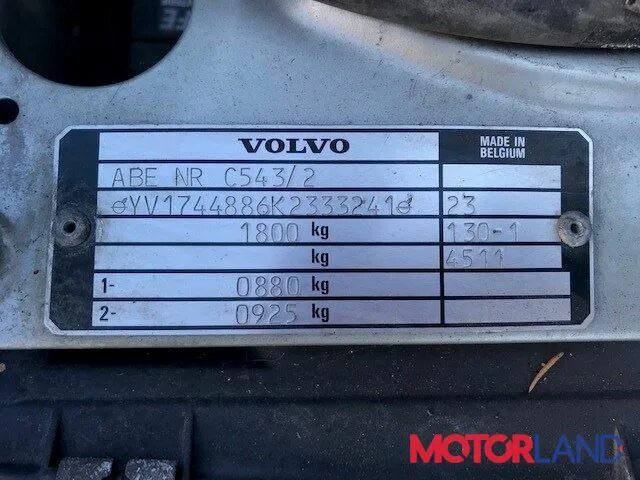 VOLVO
MADE IN
BELGIUM
ABE NR C543/2
YV1744886K2333241 23
1800 kg 130-1
kg 4511
1- 0880 kg
2- 0925 kg
MOTORLAND